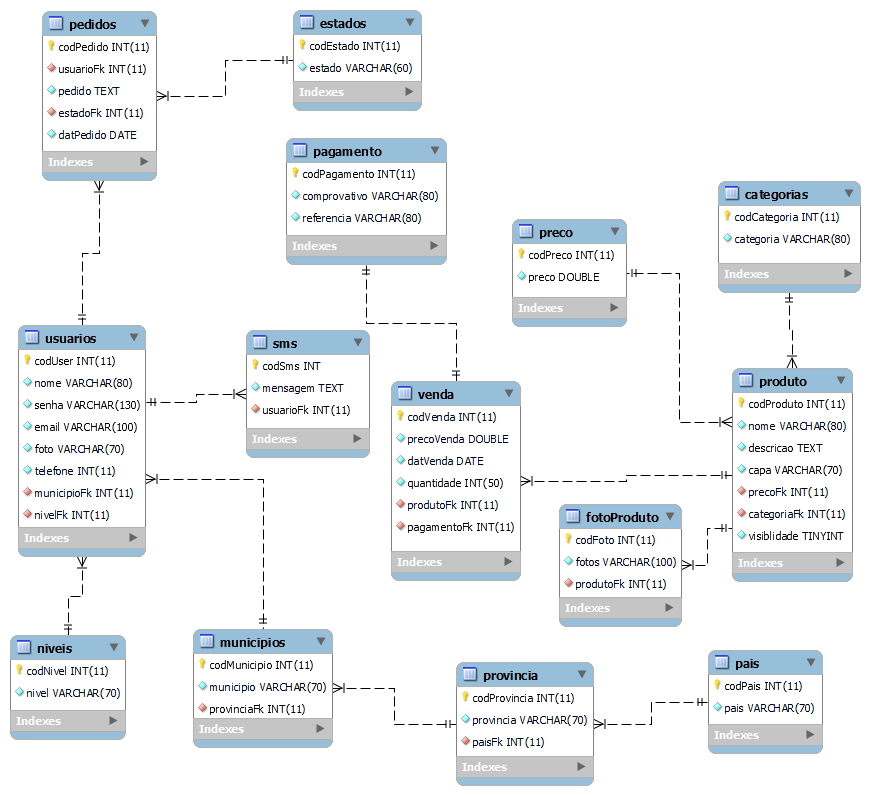 pedidos
codPedido INT(11)
usuarioFk INT(11)
pedido TEXT
estadoFk INT(11)
datPedido DATE
Indexes
estados
codEstado INT(11)
estado VARCHAR(60)
Indexes
pagamento
codPagamento INT(11)
comprovativo VARCHAR(80)
referencia VARCHAR(80)
Indexes
preco
codPreco INT(11)
preco DOUBLE
Indexes
categorias
codCategoria INT(11)
categoria VARCHAR(80)
Indexes
usuarios
codUser INT(11)
nome VARCHAR(80)
senha VARCHAR(130)
email VARCHAR(100)
foto VARCHAR(70)
telefone INT(11)
municipioFk INT(11)
nivelFk INT(11)
Indexes
sms
codSms INT
mensagem TEXT
usuarioFk INT(11)
Indexes
venda
codVenda INT(11)
precoVenda DOUBLE
datVenda DATE
quantidade INT(50)
produtoFk INT(11)
pagamentoFk INT(11)
Indexes
produto
codProduto INT(11)
nome VARCHAR(80)
descricao TEXT
capa VARCHAR(70)
precoFk INT(11)
categoriaFk INT(11)
visiblidade TINYINT
Indexes
fotoProduto
codFoto INT(11)
fotos VARCHAR(100)
produtoFk INT(11)
Indexes
niveis
codNivel INT(11)
nivel VARCHAR(70)
Indexes
municipios
codMunicipio INT(11)
municipio VARCHAR(70)
provinciaFk INT(11)
Indexes
provincia
codProvincia INT(11)
provincia VARCHAR(70)
paisFk INT(11)
Indexes
pais
codPais INT(11)
pais VARCHAR(70)
Indexes